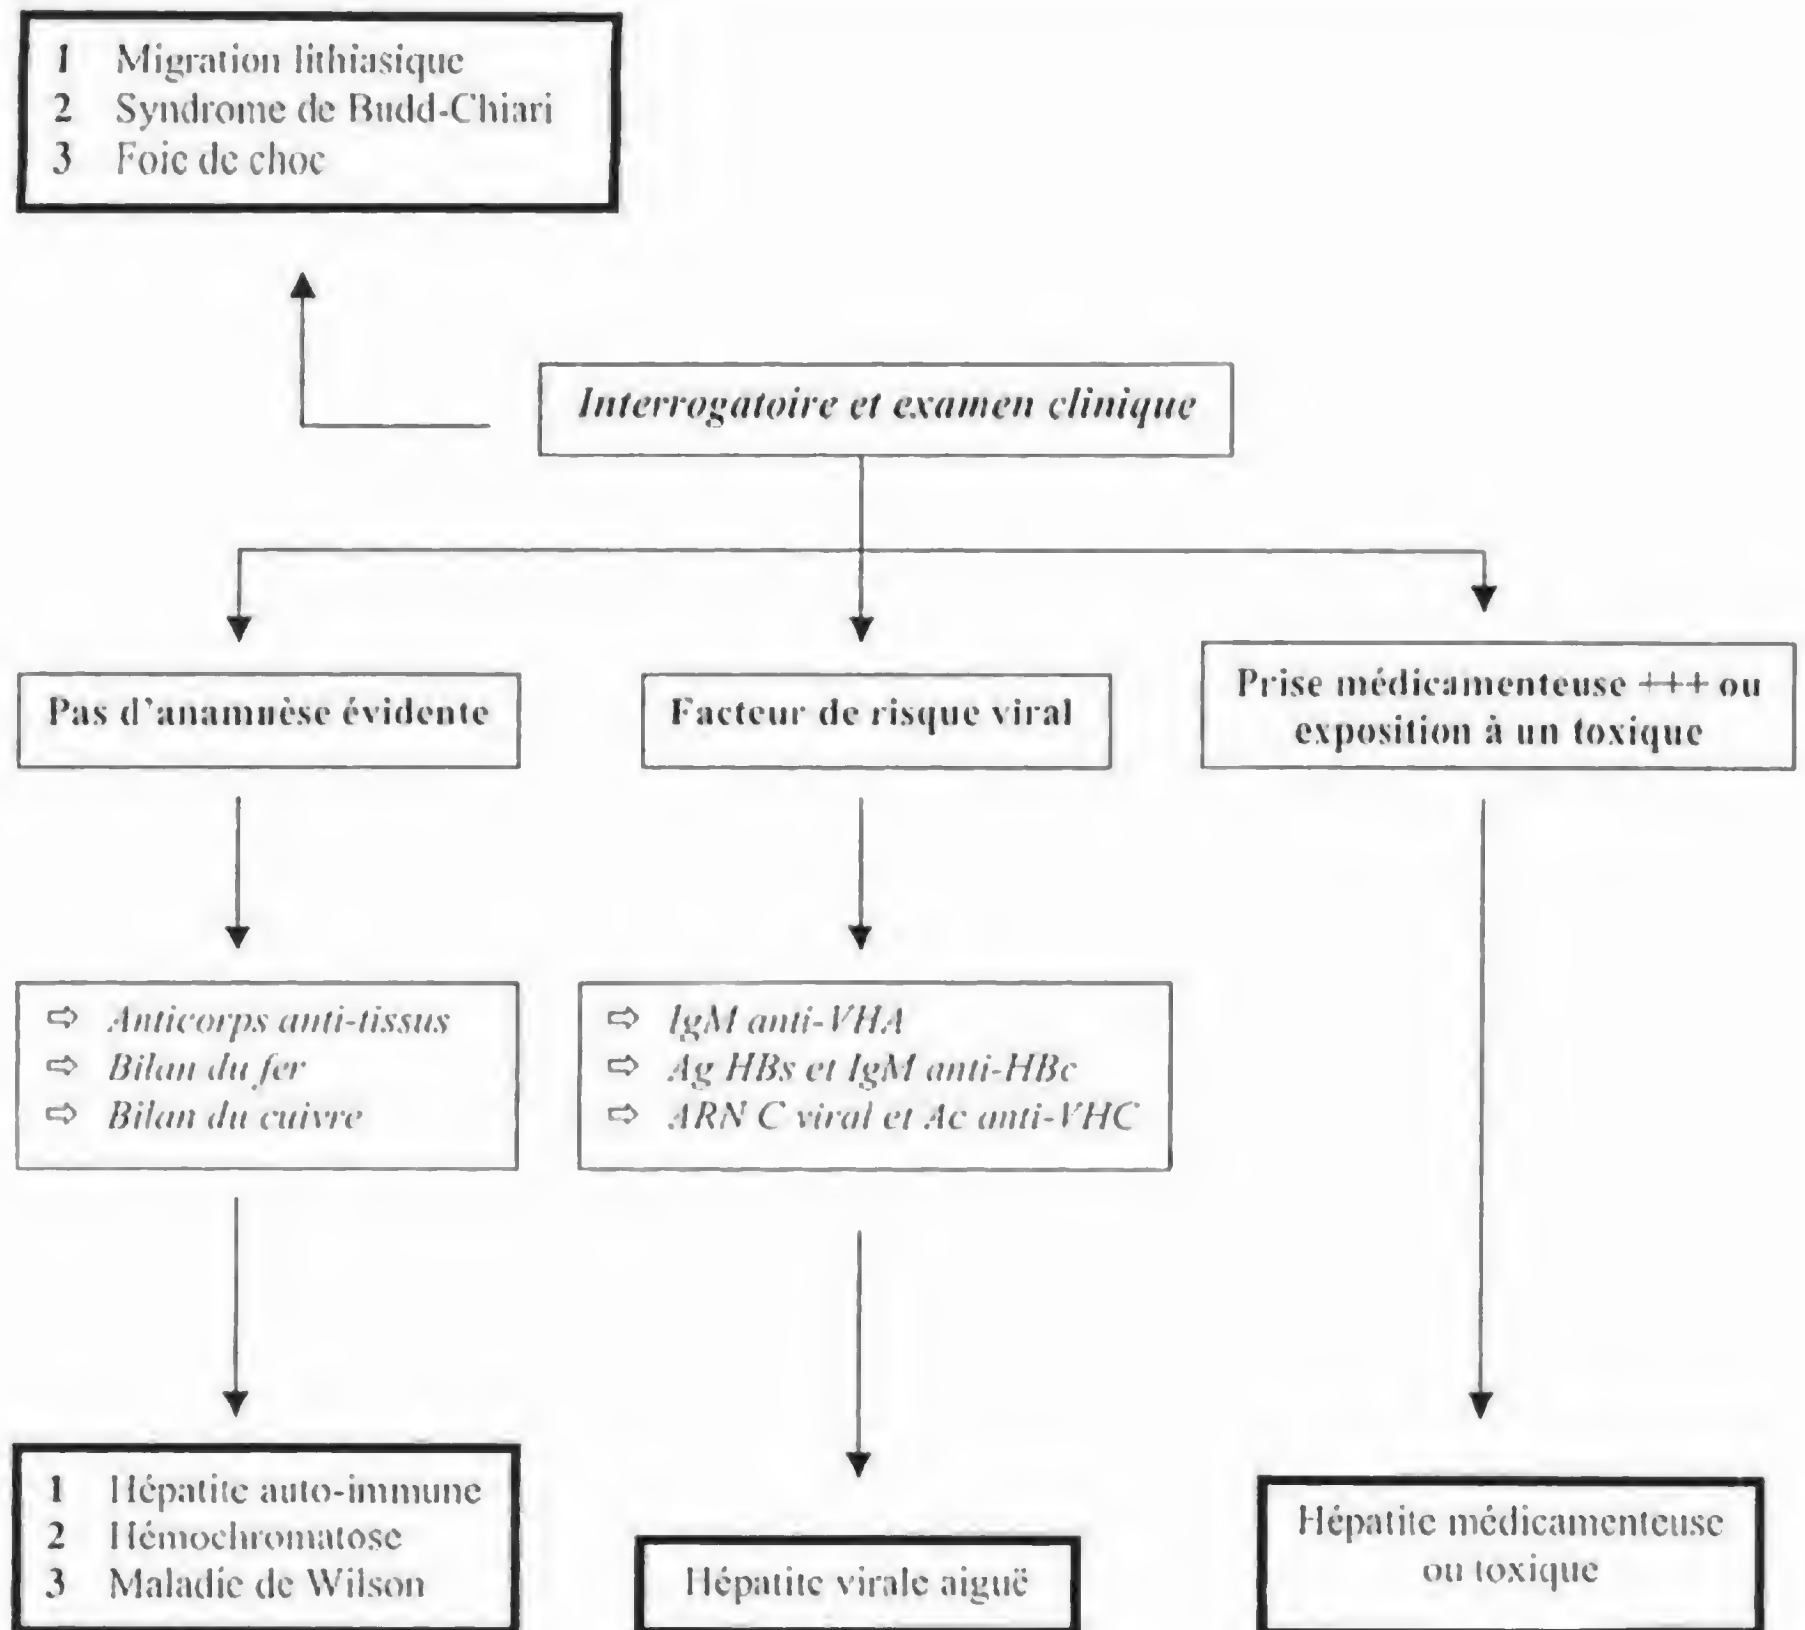 1 Migration lithiasique
2 Syndrome de Budd-Chiari
3 Foie de choc
Interrogatoire et examen clinique
Pas d'anamnèse évidente
Facteur de risque viral
Prise médicamenteuse +++ ou
exposition à un toxique
⇨ Anticorps anti-tissus
⇨ Bilan du fer
⇨ Bilan du cuivre
⇨ IgM anti-VHA
⇨ Ag HBs et IgM anti-HBc
⇨ ARN C viral et Ac anti-VHC
1 Hépatite auto-immune
2 Hémochromatose
3 Maladie de Wilson
Hépatite virale aiguë
Hépatite médicamenteuse
ou toxique